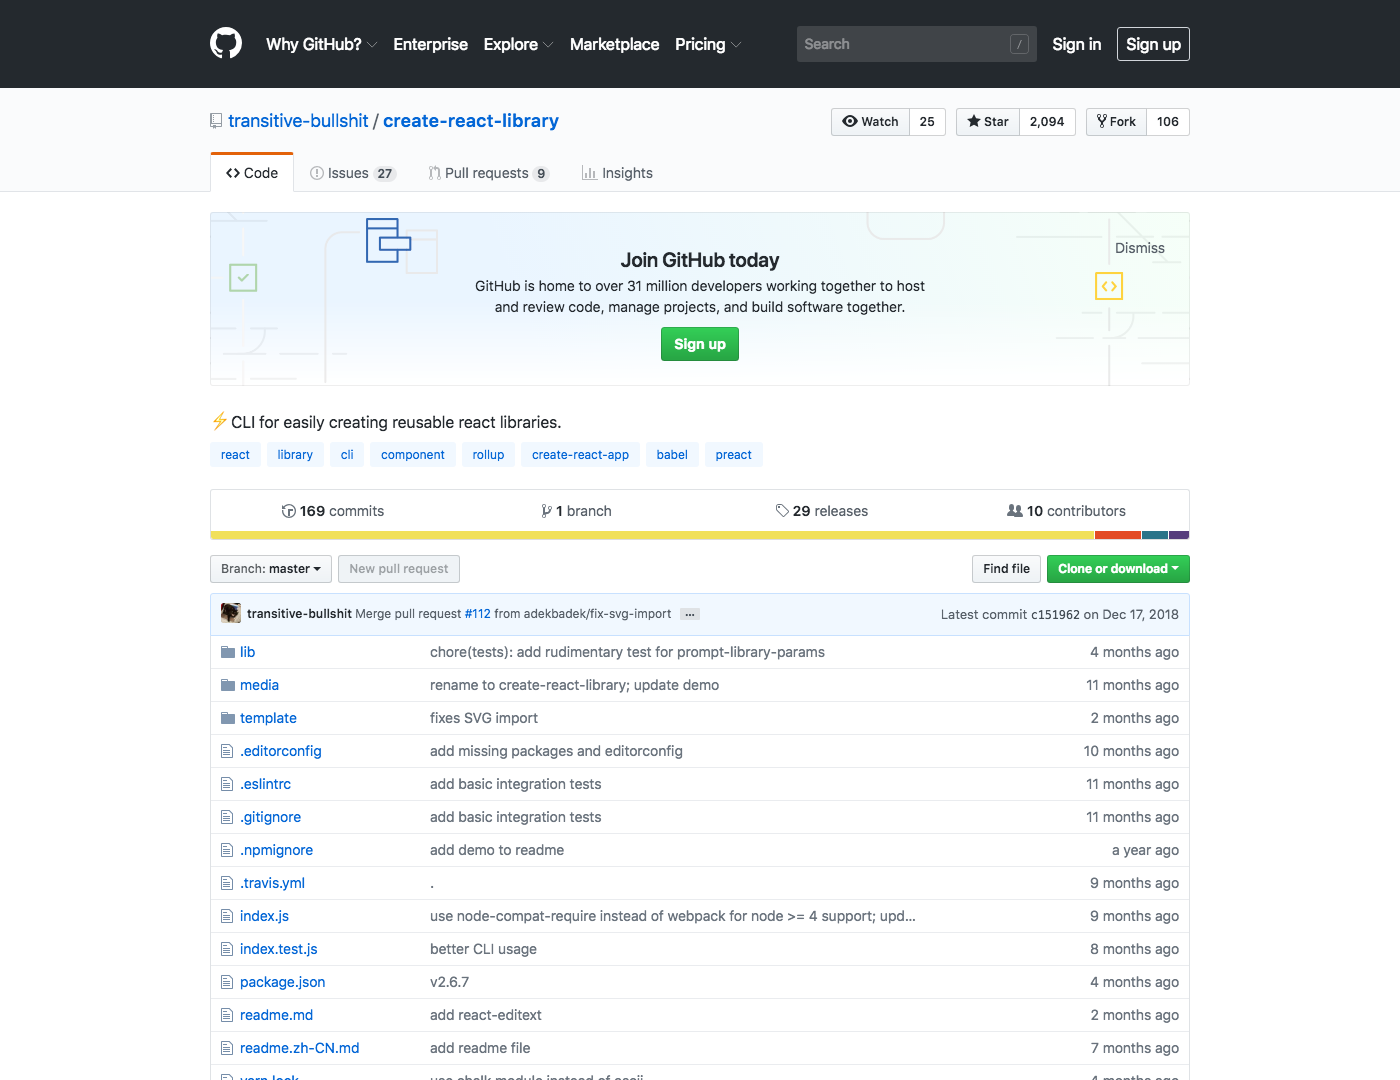 Why GitHub? Enterprise Explore Marketplace Pricing Search / Sign in Sign up
transitive-bullshit / create-react-library Watch 25 Star 2,094 Fork 106
Code Issues 27 Pull requests 9 Insights
Dismiss
Join GitHub today
GitHub is home to over 31 million developers working together to host
and review code, manage projects, and build software together.
Sign up
⚡CLI for easily creating reusable react libraries.
react library cli component rollup create-react-app babel preact
169 commits 1 branch 29 releases 10 contributors
Branch: master New pull request Find file Clone or download
transitive-bullshit Merge pull request #112 from adekbadek/fix-svg-import … Latest commit c151962 on Dec 17, 2018
lib chore(tests): add rudimentary test for prompt-library-params 4 months ago
media rename to create-react-library; update demo 11 months ago
template fixes SVG import 2 months ago
.editorconfig add missing packages and editorconfig 10 months ago
.eslintrc add basic integration tests 11 months ago
.gitignore add basic integration tests 11 months ago
.npmignore add demo to readme a year ago
.travis.yml . 9 months ago
index.js use node-compat-require instead of webpack for node >= 4 support; upd… 9 months ago
index.test.js better CLI usage 8 months ago
package.json v2.6.7 4 months ago
readme.md add react-editext 2 months ago
readme.zh-CN.md add readme file 7 months ago
yarn.lock use chalk module instead of ascii 4 months ago